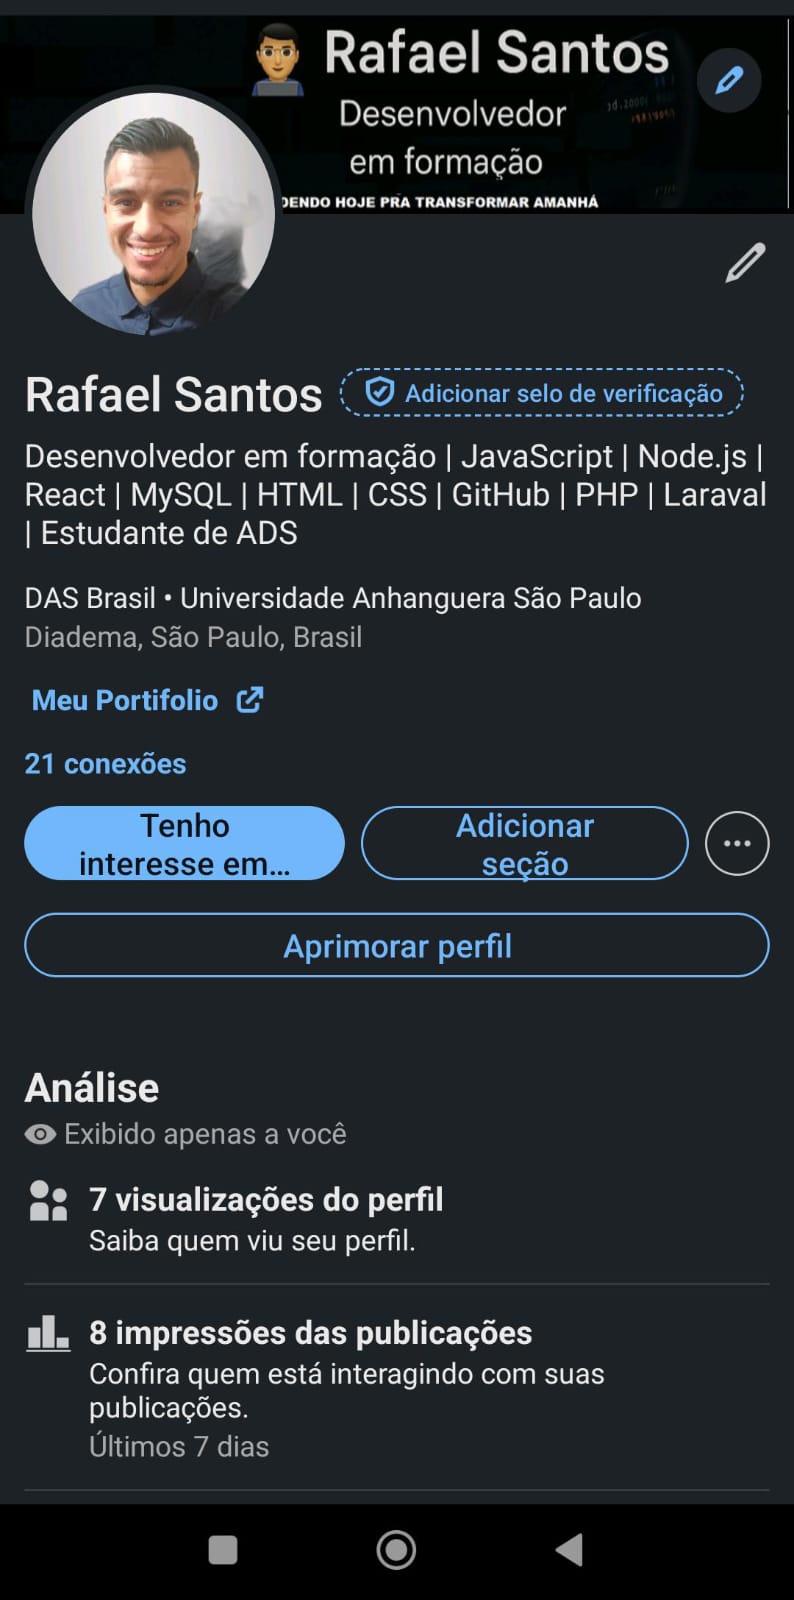 Rafael Santos
Desenvolvedor
em formação
DENDO HOJE PRA TRANSFORMAR AMANHÃ
Rafael Santos
Adicionar selo de verificação
Desenvolvedor em formação | JavaScript | Node.js |
React | MySQL | HTML | CSS | GitHub | PHP | Laraval
| Estudante de ADS
DAS Brasil • Universidade Anhanguera São Paulo
Diadema, São Paulo, Brasil
Meu Portifolio
21 conexões
Tenho
interesse em...
Adicionar
seção
Aprimorar perfil
Análise
Exibido apenas a você
7 visualizações do perfil
Saiba quem viu seu perfil.
8 impressões das publicações
Confira quem está interagindo com suas
publicações.
Últimos 7 dias